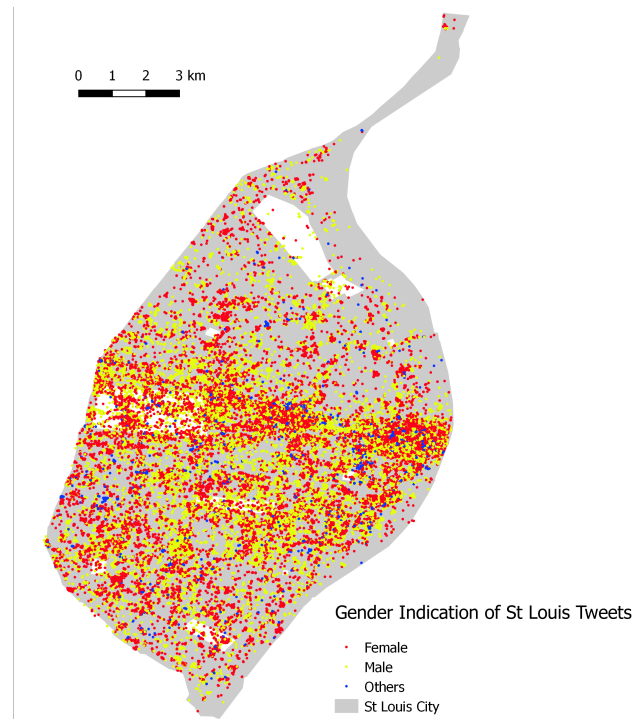 0 1 2 3 km
Gender Indication of St Louis Tweets
Female
Male
Others
St Louis City